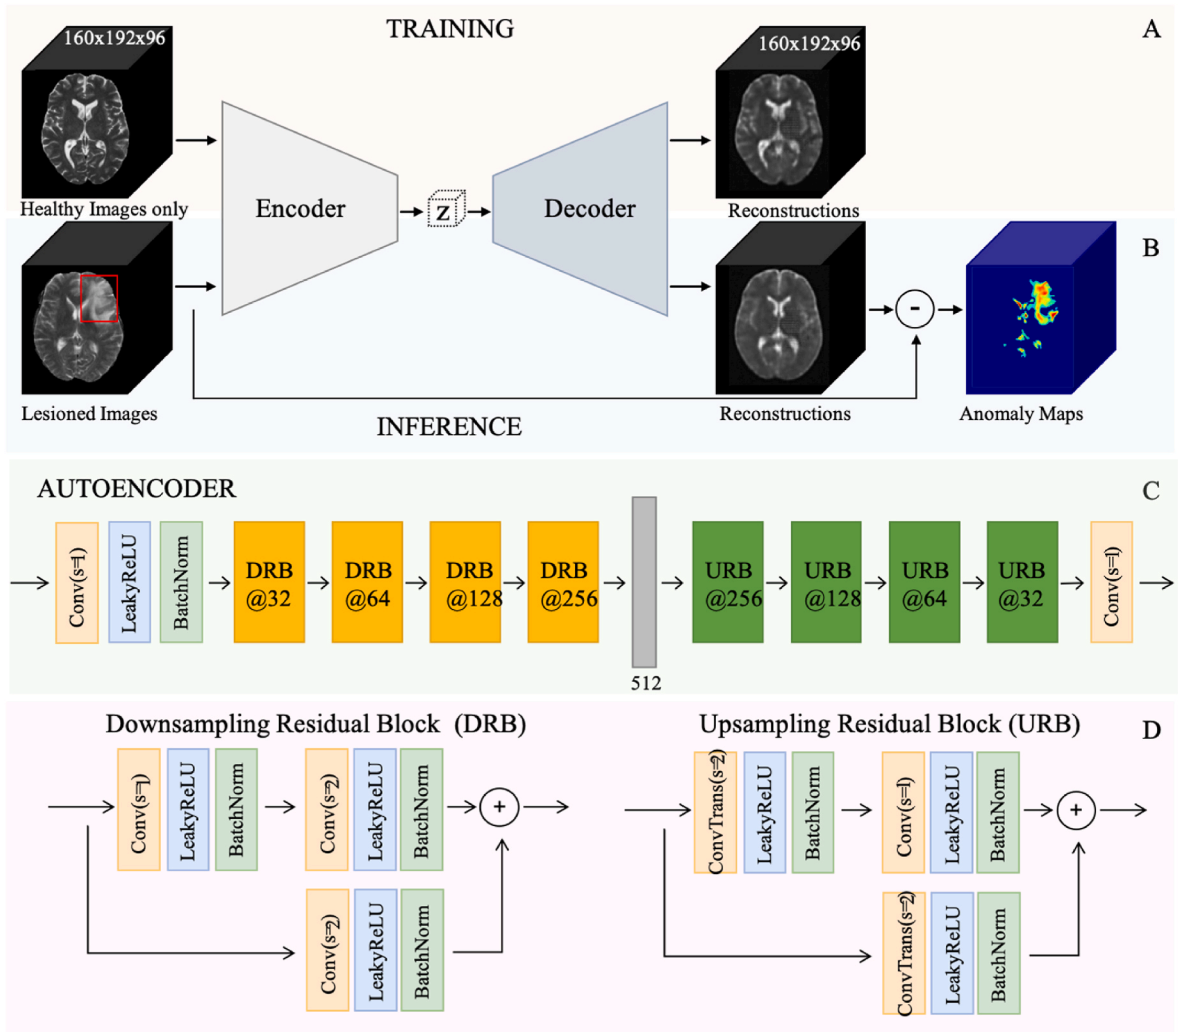 TRAINING
A
160x192x96
160x192x96
Encoder
z
Decoder
Healthy Images only
Reconstructions
B
-
Lesioned Images
Reconstructions
Anomaly Maps
INFERENCE
AUTOENCODER
C
Conv(s=1)
LeakyReLU
BatchNorm
DRB
@32
DRB
@64
DRB
@128
DRB
@256
512
URB
@256
URB
@128
URB
@64
URB
@32
Conv(s=1)
Downsampling Residual Block (DRB)
Upsampling Residual Block (URB)
D
Conv(s=1)
LeakyReLU
BatchNorm
Conv(s=2)
LeakyReLU
BatchNorm
+
Conv(s=2)
LeakyReLU
BatchNorm
ConvTrans(s=2)
LeakyReLU
BatchNorm
Conv(s=1)
LeakyReLU
BatchNorm
+
ConvTrans(s=2)
LeakyReLU
BatchNorm